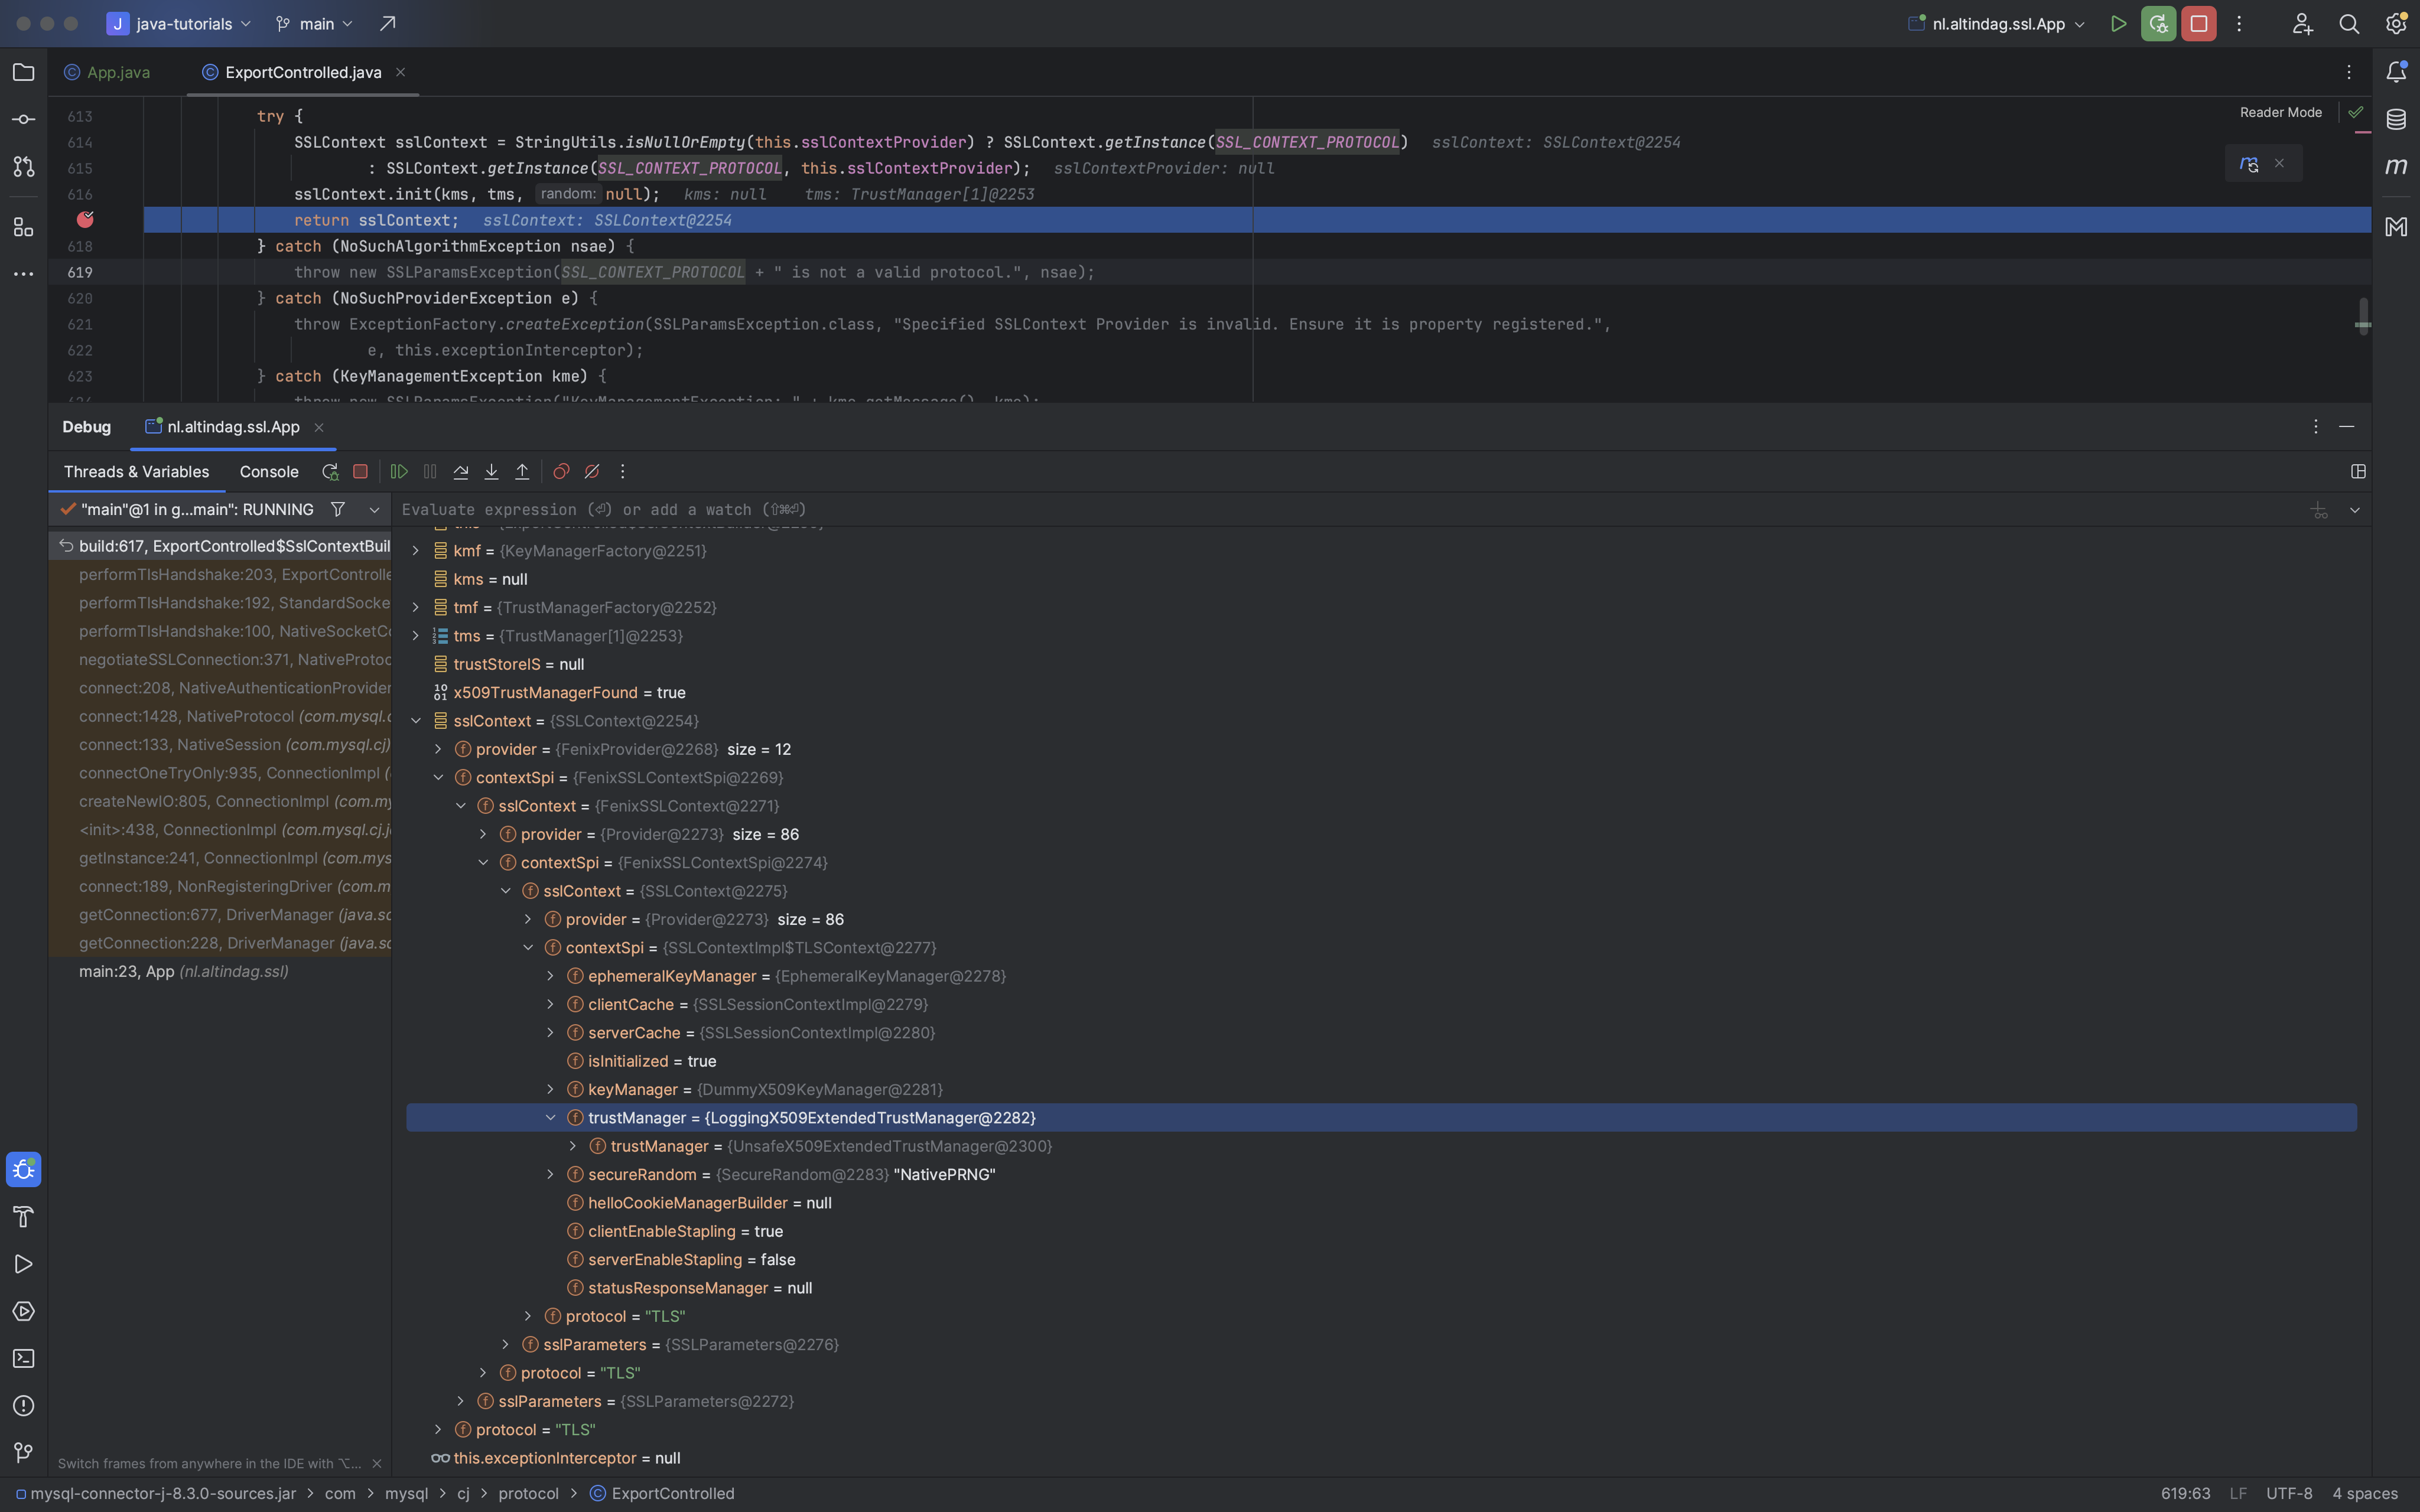 J java-tutorials main nl.altindag.ssl.App
App.java ExportControlled.java
Reader Mode
613 try {
614 SSLContext sslContext = StringUtils.isNullOrEmpty(this.sslContextProvider) ? SSLContext.getInstance(SSL_CONTEXT_PROTOCOL) sslContext: SSLContext@2254
615 : SSLContext.getInstance(SSL_CONTEXT_PROTOCOL, this.sslContextProvider); sslContextProvider: null
616 sslContext.init(kms, tms, random: null); kms: null tms: TrustManager[1]@2253
return sslContext; sslContext: SSLContext@2254
618 } catch (NoSuchAlgorithmException nsae) {
619 throw new SSLParamsException(SSL_CONTEXT_PROTOCOL + " is not a valid protocol.", nsae);
620 } catch (NoSuchProviderException e) {
621 throw ExceptionFactory.createException(SSLParamsException.class, "Specified SSLContext Provider is invalid. Ensure it is property registered.",
622 e, this.exceptionInterceptor);
623 } catch (KeyManagementException kme) {
624 throw new SSLParamsException("KeyManagementException: " + kme.getMessage(), kme);
Debug nl.altindag.ssl.App
Threads & Variables Console
"main"@1 in g...main": RUNNING
Evaluate expression (⏎) or add a watch (⇧⌘⏎)
build:617, ExportControlled$SslContextBuil
performTlsHandshake:203, ExportControlle
performTlsHandshake:192, StandardSocke
performTlsHandshake:100, NativeSocketCo
negotiateSSLConnection:371, NativeProtoc
connect:208, NativeAuthenticationProvider
connect:1428, NativeProtocol (com.mysql.c
connect:133, NativeSession (com.mysql.cj)
connectOneTryOnly:935, ConnectionImpl (
createNewIO:805, ConnectionImpl (com.my
<init>:438, ConnectionImpl (com.mysql.cj.j
getInstance:241, ConnectionImpl (com.mys
connect:189, NonRegisteringDriver (com.m
getConnection:677, DriverManager (java.sq
getConnection:228, DriverManager (java.sq
main:23, App (nl.altindag.ssl)
Switch frames from anywhere in the IDE with ⌥...
kmf = {KeyManagerFactory@2251}
kms = null
tmf = {TrustManagerFactory@2252}
tms = {TrustManager[1]@2253}
trustStoreIS = null
x509TrustManagerFound = true
sslContext = {SSLContext@2254}
provider = {FenixProvider@2268} size = 12
contextSpi = {FenixSSLContextSpi@2269}
sslContext = {FenixSSLContext@2271}
provider = {Provider@2273} size = 86
contextSpi = {FenixSSLContextSpi@2274}
sslContext = {SSLContext@2275}
provider = {Provider@2273} size = 86
contextSpi = {SSLContextImpl$TLSContext@2277}
ephemeralKeyManager = {EphemeralKeyManager@2278}
clientCache = {SSLSessionContextImpl@2279}
serverCache = {SSLSessionContextImpl@2280}
isInitialized = true
keyManager = {DummyX509KeyManager@2281}
trustManager = {LoggingX509ExtendedTrustManager@2282}
trustManager = {UnsafeX509ExtendedTrustManager@2300}
secureRandom = {SecureRandom@2283} "NativePRNG"
helloCookieManagerBuilder = null
clientEnableStapling = true
serverEnableStapling = false
statusResponseManager = null
protocol = "TLS"
sslParameters = {SSLParameters@2276}
protocol = "TLS"
sslParameters = {SSLParameters@2272}
protocol = "TLS"
this.exceptionInterceptor = null
mysql-connector-j-8.3.0-sources.jar > com > mysql > cj > protocol > ExportControlled 619:63 LF UTF-8 4 spaces